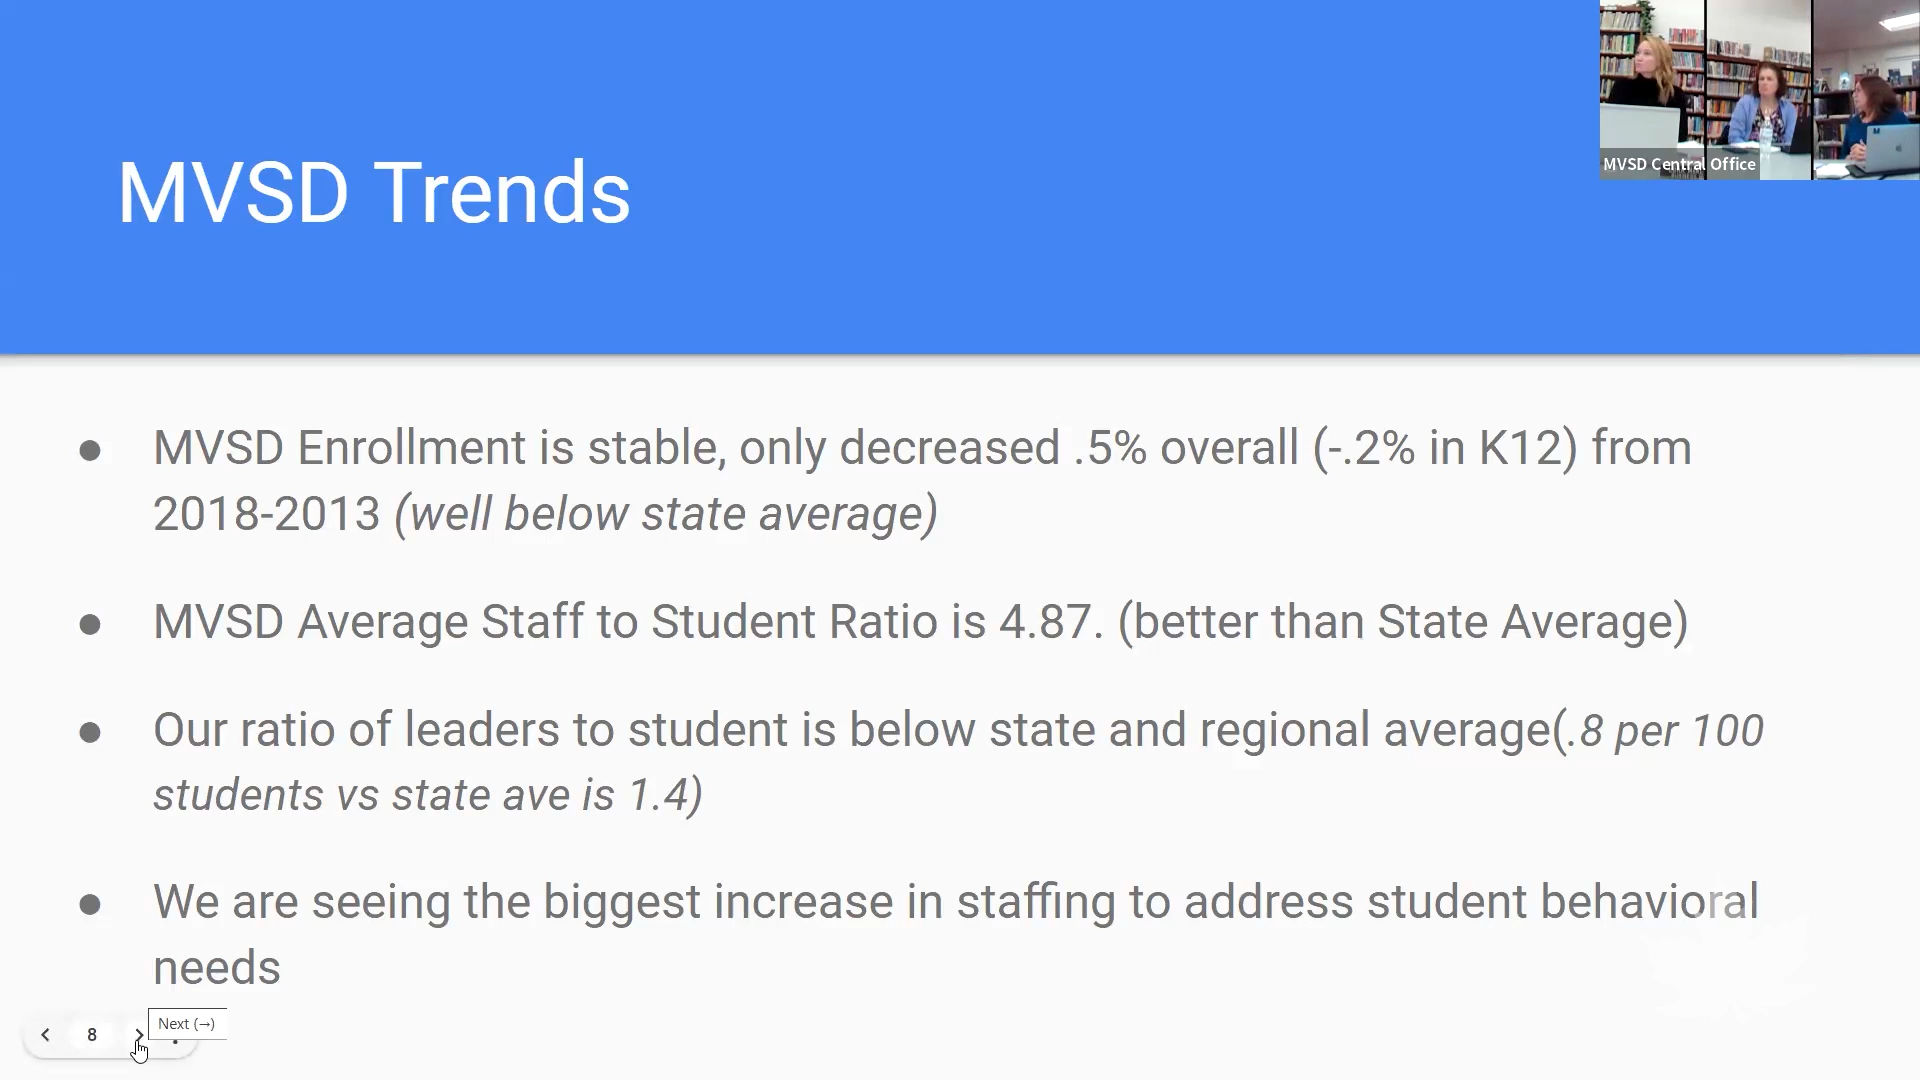 MVSD Central Office
MVSD Trends
● MVSD Enrollment is stable, only decreased .5% overall (-.2% in K12) from
2018-2013 (well below state average)
● MVSD Average Staff to Student Ratio is 4.87. (better than State Average)
● Our ratio of leaders to student is below state and regional average(.8 per 100
students vs state ave is 1.4)
● We are seeing the biggest increase in staffing to address student behavioral
needs
8
Next (→)